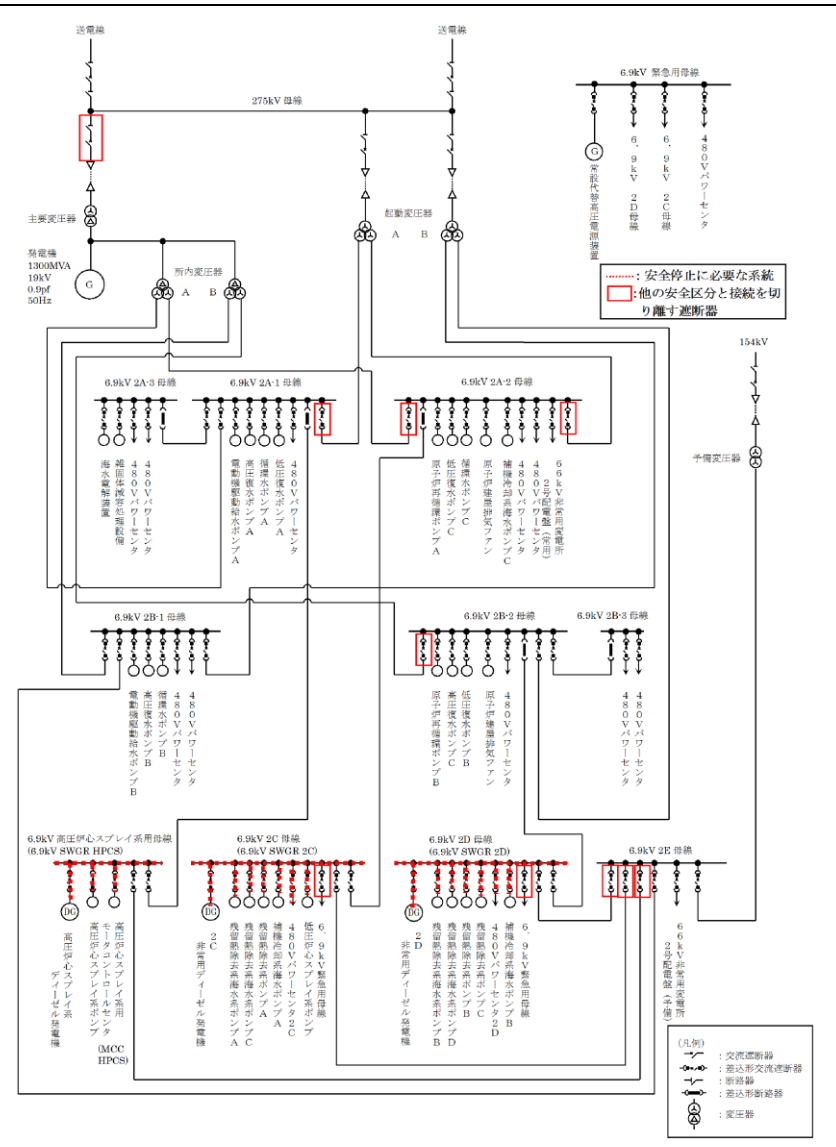 送電線
送電線
6.9kV 緊急用母線
275kV 母線
G
常設代替高圧電源装置
6.9kV 2D母線
6.9kV 2C母線
480Vパワーセンタ
主要変圧器
起動変圧器
A B
発電機
1300MVA
19kV
0.9pf
50Hz
G
所内変圧器
A B
:安全停止に必要な系統
:他の安全区分と接続を切
り離す遮断器
154kV
予備変圧器
6.9kV 2A-3 母線
海水電解装置
雑固体減容処理設備
480Vパワーセンタ
480Vパワーセンタ
6.9kV 2A-1 母線
電動機駆動給水ポンプA
高圧復水ポンプA
循環水ポンプA
低圧復水ポンプA
480Vパワーセンタ
6.9kV 2A-2 母線
原子炉再循環ポンプA
低圧復水ポンプC
循環水ポンプC
原子炉建屋排気ファン
補機冷却系海水ポンプC
480Vパワーセンタ
480Vパワーセンタ
66kV非常用変電所
2号配電盤(常用)
6.9kV 2B-1 母線
電動機駆動給水ポンプB
高圧復水ポンプB
循環水ポンプB
480Vパワーセンタ
480Vパワーセンタ
6.9kV 2B-2 母線
原子炉再循環ポンプB
高圧復水ポンプC
低圧復水ポンプB
原子炉建屋排気ファン
480Vパワーセンタ
6.9kV 2B-3 母線
480Vパワーセンタ
480Vパワーセンタ
6.9kV 高圧炉心スプレイ系用母線
(6.9kV SWGR HPCS)
DG
高圧炉心スプレイ系
ディーゼル発電機
高圧炉心スプレイ系ポンプ
高圧炉心スプレイ系用
モータコントロールセンタ
(MCC
HPCS)
6.9kV 2C 母線
(6.9kV SWGR 2C)
DG
2C
非常用ディーゼル発電機
残留熱除去系海水系ポンプA
残留熱除去系海水系ポンプC
残留熱除去系ポンプA
補機冷却系海水ポンプA
480Vパワーセンタ2C
低圧炉心スプレイ系ポンプ
6.9kV緊急用母線
6.9kV 2D 母線
(6.9kV SWGR 2D)
DG
2D
非常用ディーゼル発電機
残留熱除去系海水系ポンプB
残留熱除去系海水系ポンプD
残留熱除去系ポンプB
残留熱除去系ポンプC
480Vパワーセンタ2D
補機冷却系海水ポンプB
6.9kV緊急用母線
6.9kV 2E 母線
66kV非常用変電所
2号配電盤(予備)
(凡例)
:交流遮断器
:差込形交流遮断器
:断路器
:差込形断路器
:変圧器